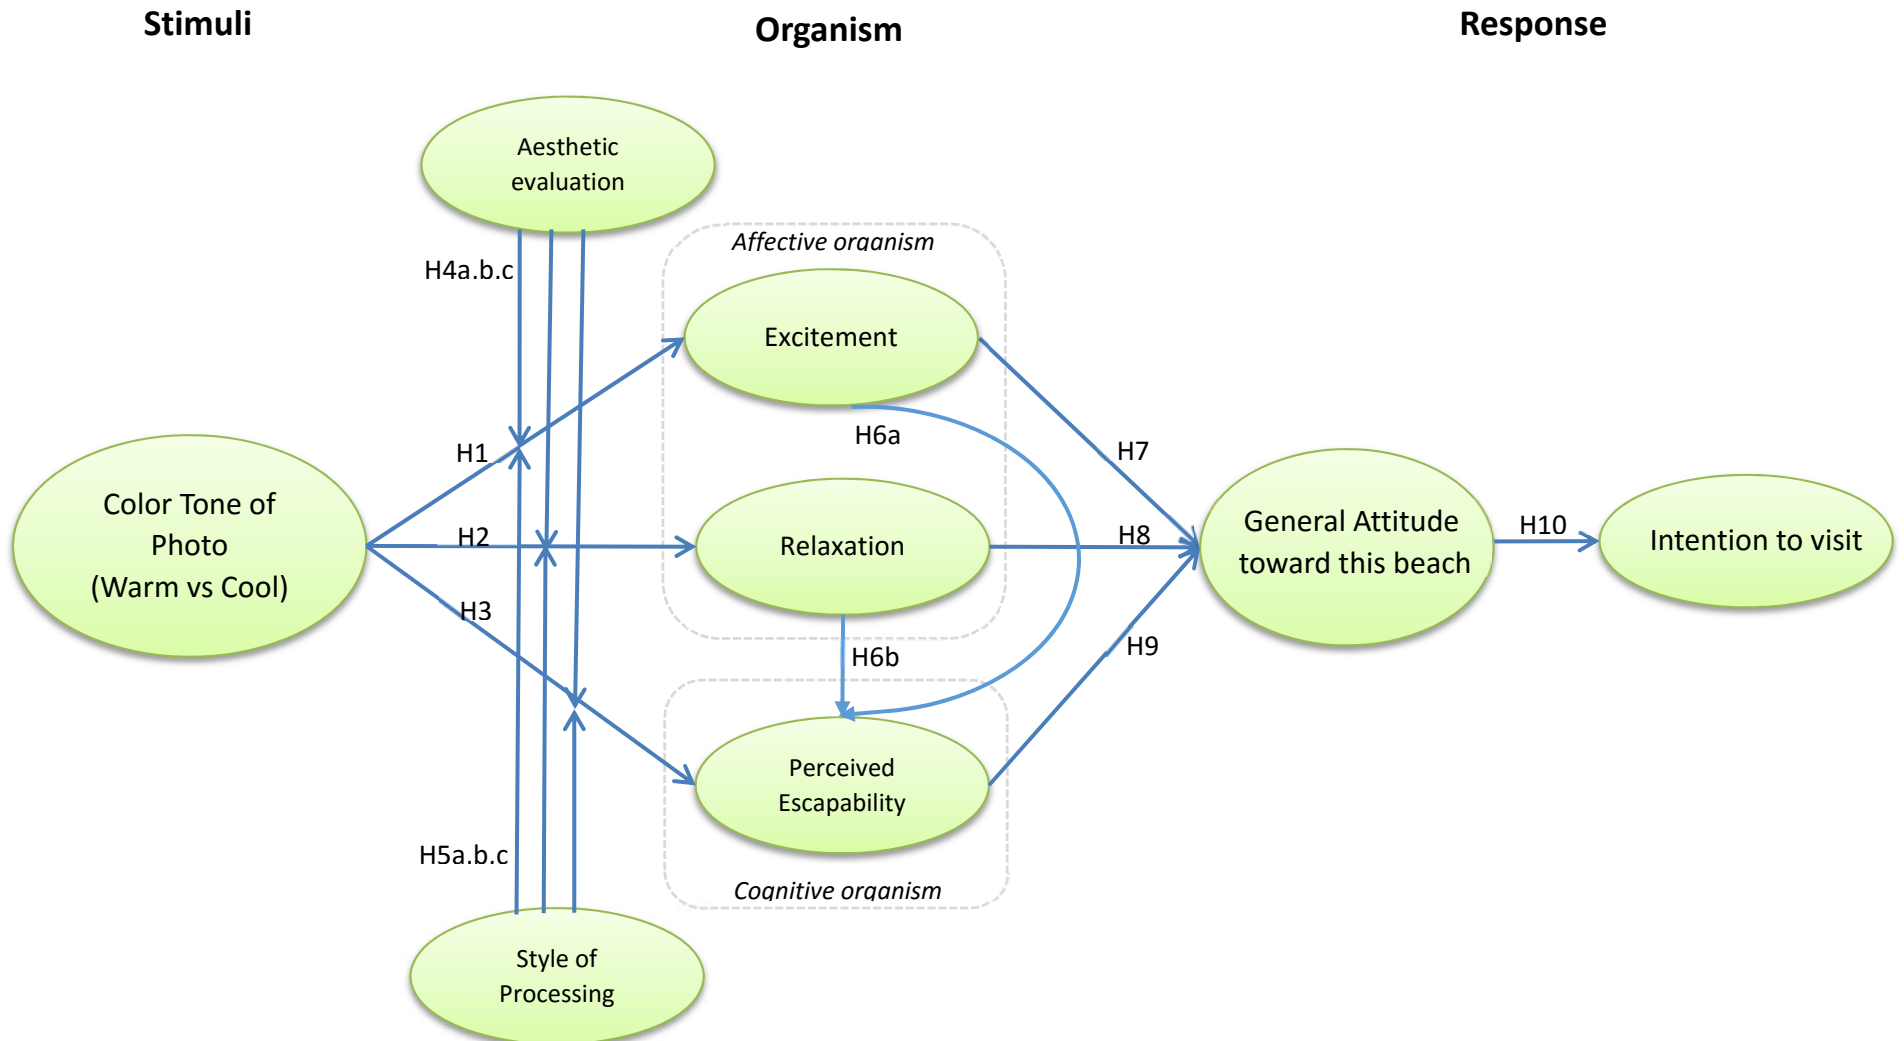 Stimuli
Organism
Response
Aesthetic
evaluation
Affective organism
H4a.b.c
Excitement
H6a
H1
H7
Color Tone of
Photo
(Warm vs Cool)
H2
Relaxation
H8
General Attitude
toward this beach
H10
Intention to visit
H3
H6b
H9
Perceived
Escapability
H5a.b.c
Cognitive organism
Style of
Processing